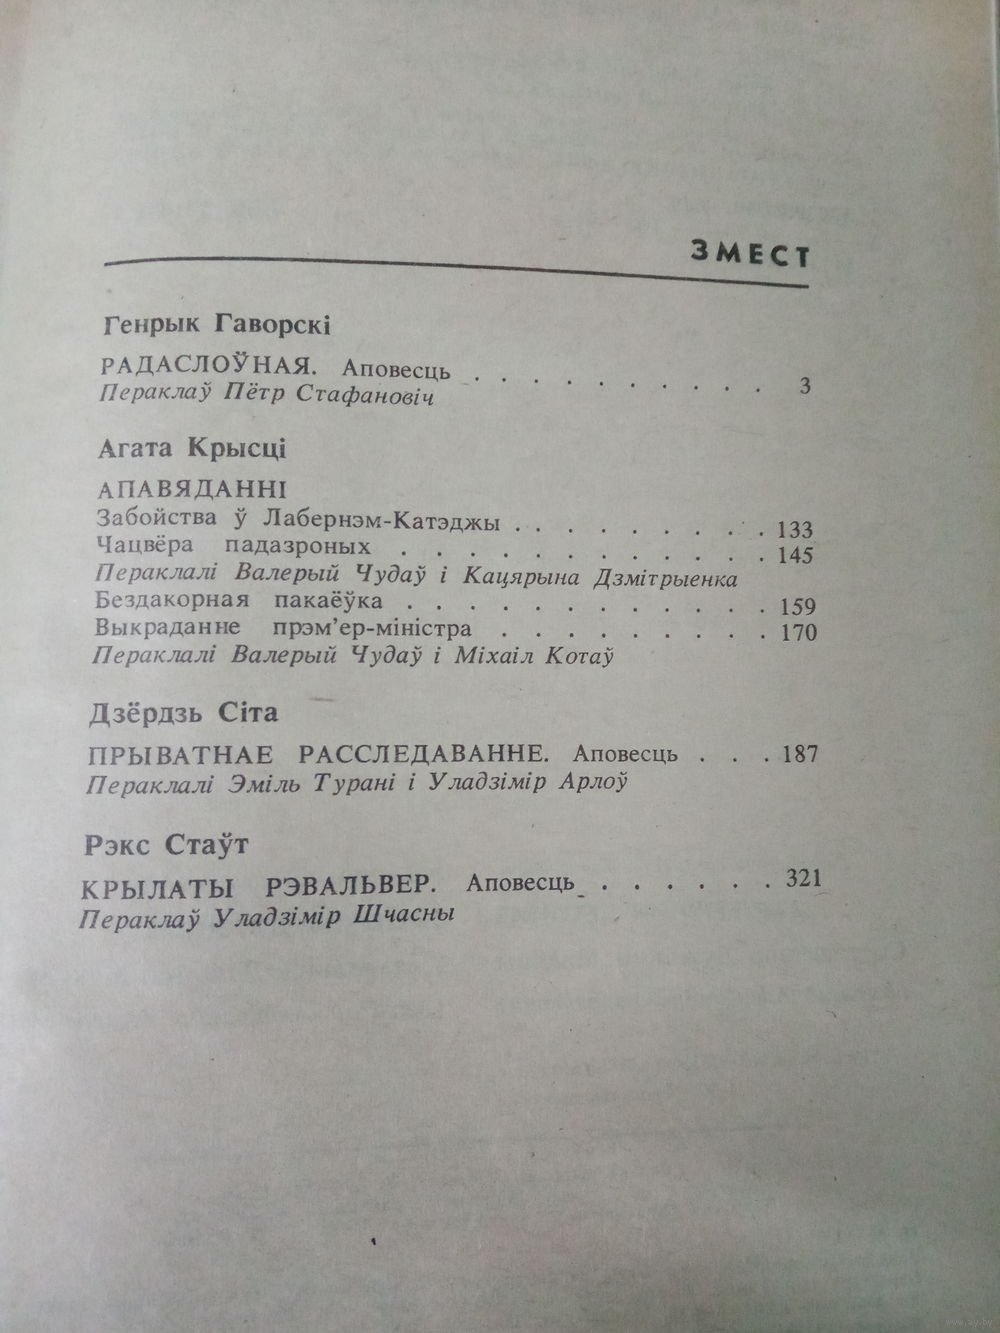 ЗМЕСТ
Генрык Гаворскі
РАДАСЛОЎНАЯ. Аповесць . . . . . . . . . . 3
Пераклаў Пётр Стафановіч
Агата Крысці
АПАВЯДАННІ
Забойства ў Лабернэм-Катэджы . . . . . . . . . 133
Чацвёра падазроных . . . . . . . . . . . . 145
Пераклалі Валерый Чудаў і Кацярына Дзмітрыенка
Бездакорная пакаёўка . . . . . . . . . . . . 159
Выкраданне прэм'ер-міністра . . . . . . . . . 170
Пераклалі Валерый Чудаў і Міхаіл Котаў
Дзёрдзь Сіта
ПРЫВАТНАЕ РАССЛЕДАВАННЕ. Аповесць . . . 187
Пераклалі Эміль Турані і Уладзімір Арлоў
Рэкс Стаўт
КРЫЛАТЫ РЭВАЛЬВЕР. Аповесць . . . . . . 321
Пераклаў Уладзімір Шчасны
www.ay.by